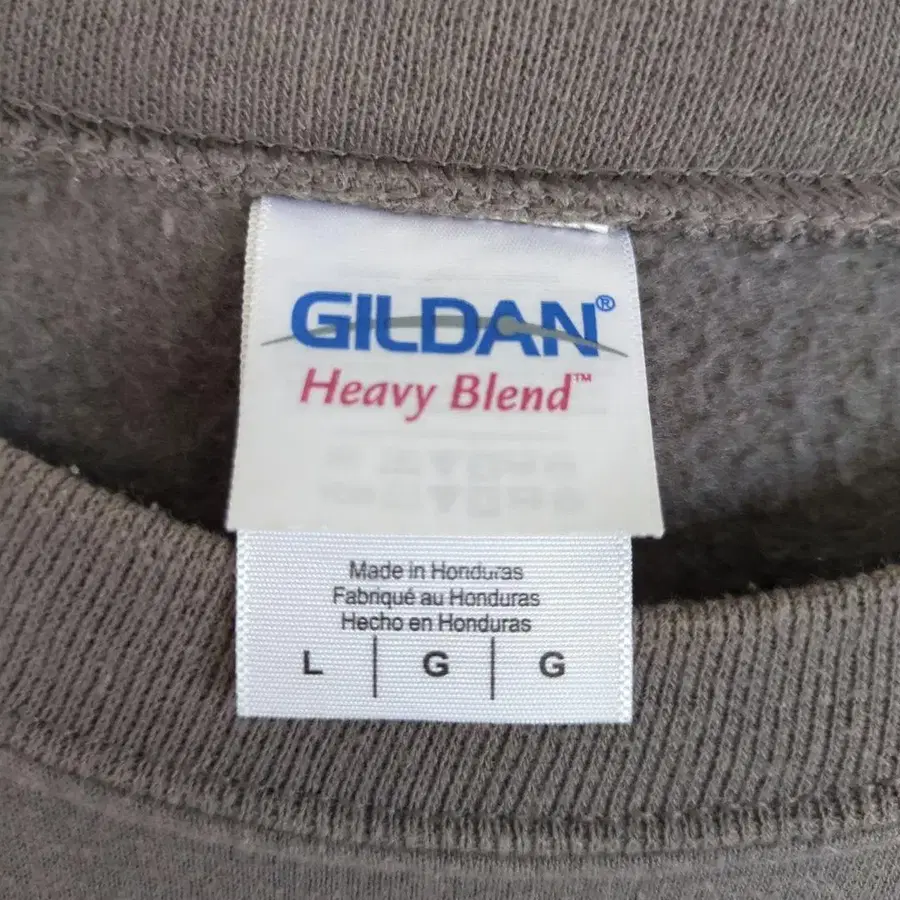 GILDAN®
Heavy Blend™
Made in Honduras
Fabriqué au Honduras
Hecho en Honduras
L | G | G